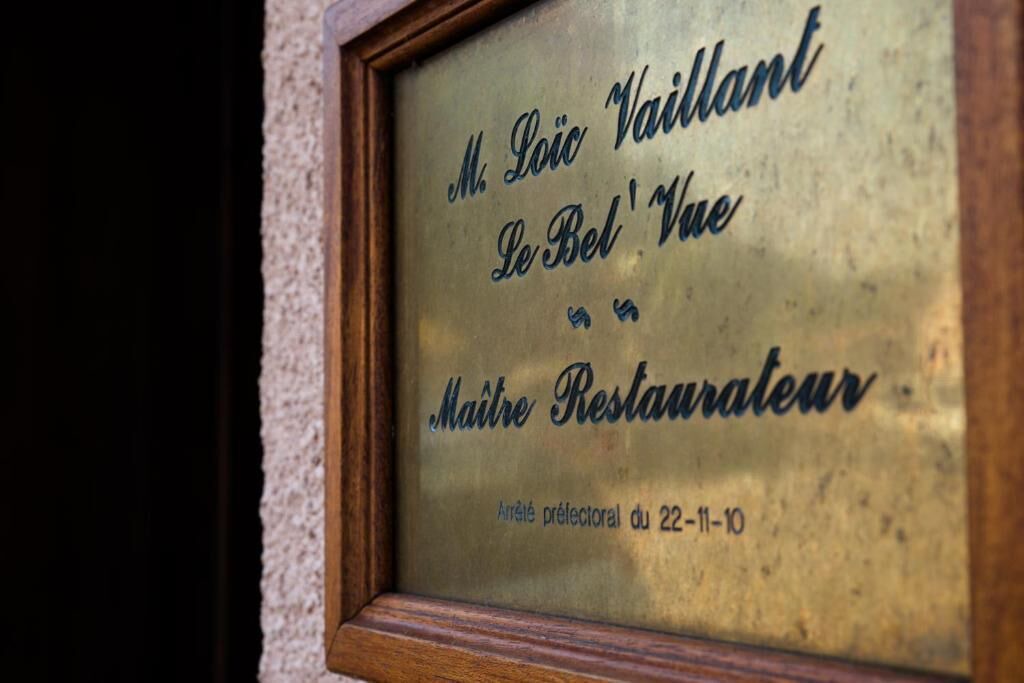 M. Loïc Vaillant
Le Bel' Vue
Maître Restaurateur
Arrêté préfectoral du 22-11-10